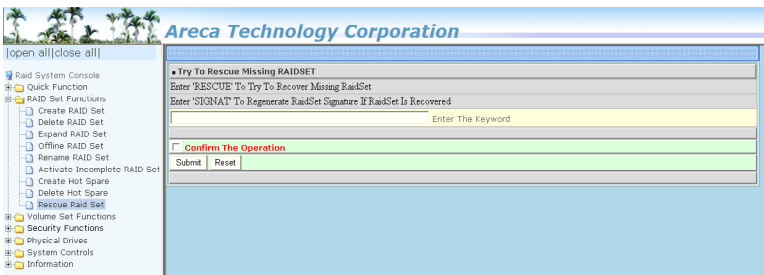 Areca Technology Corporation
|open all|close all|
Raid System Console
Quick Function
RAID Set Functions
Create RAID Set
Delete RAID Set
Expand RAID Set
Offline RAID Set
Rename RAID Set
Activate Incomplete RAID Set
Create Hot Spare
Delete Hot Spare
Rescue Raid Set
Volume Set Functions
Security Functions
Physical Drives
System Controls
Information
Try To Rescue Missing RAIDSET
Enter 'RESCUE' To Try To Recover Missing RaidSet
Enter 'SIGNAT' To Regenerate RaidSet Signature If RaidSet Is Recovered
Enter The Keyword
Confirm The Operation
Submit Reset